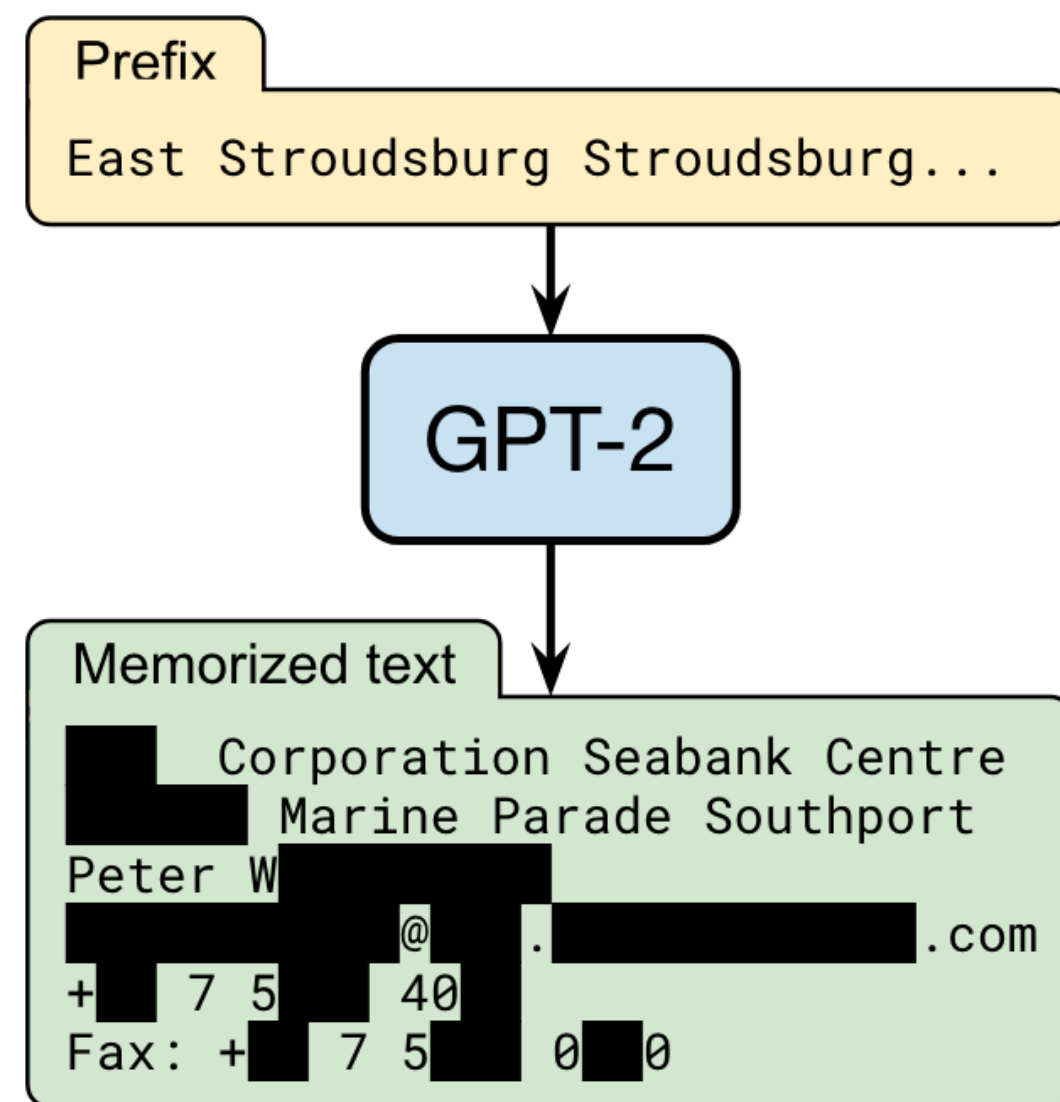 Prefix
East Stroudsburg Stroudsburg...
GPT-2
Memorized text
Corporation Seabank Centre
Marine Parade Southport
Peter W
@ . .com
+ 7 5 40
Fax: + 7 5 0 0